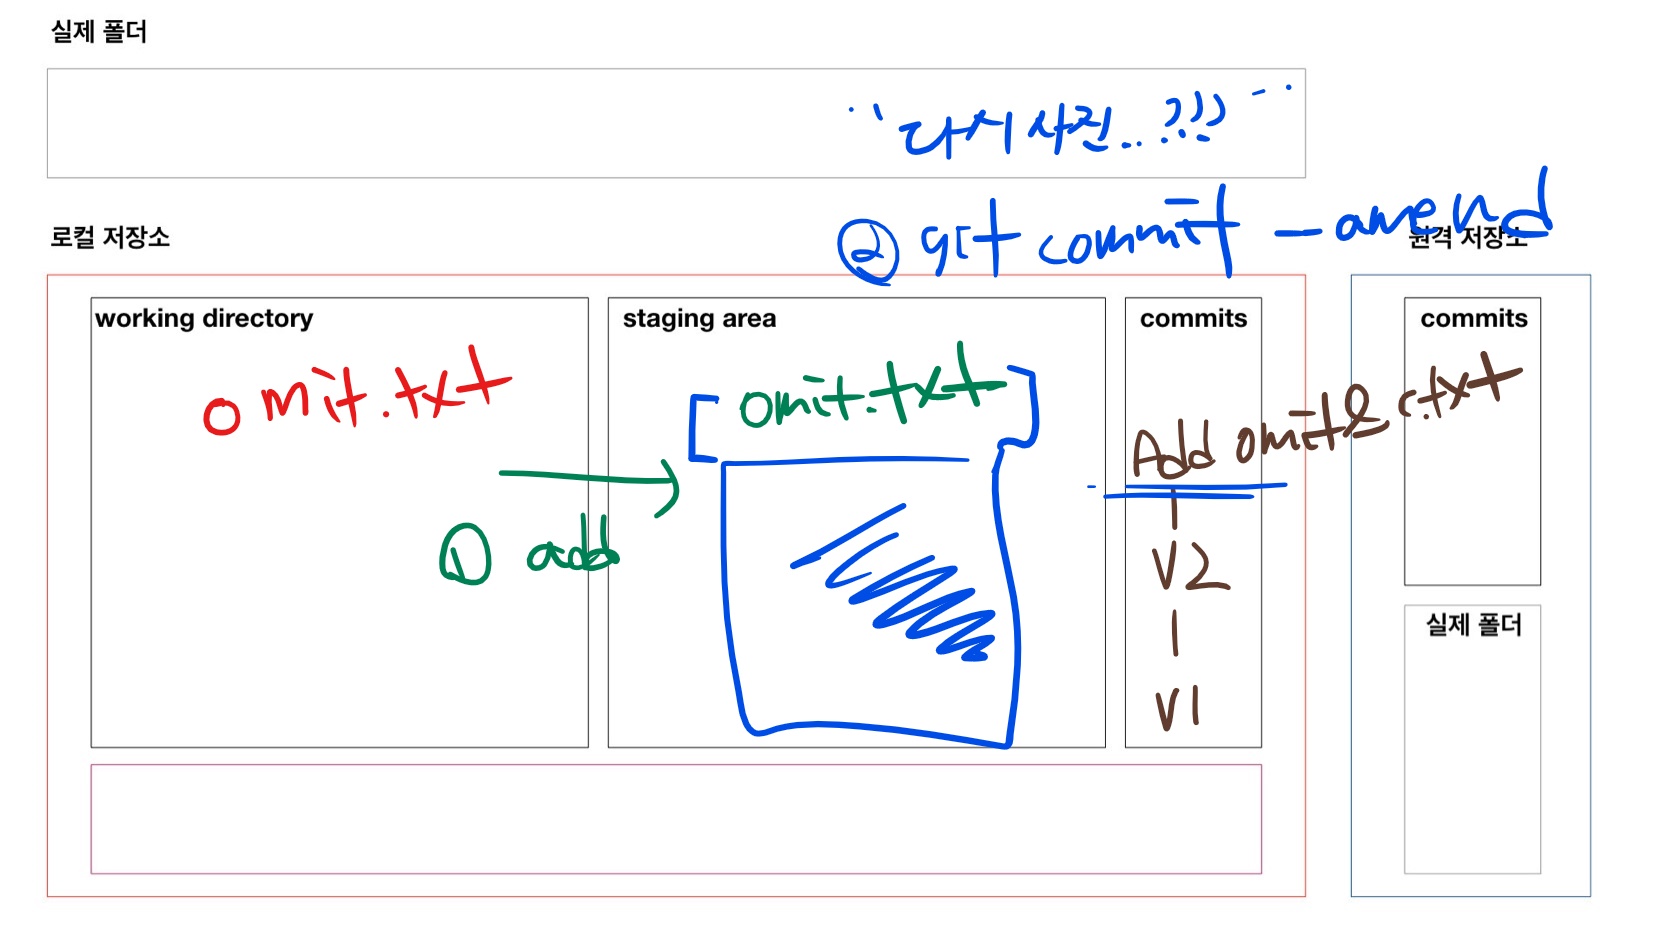 실제 폴더
"다시 사진..???"
② git commit —amend
로컬 저장소
원격 저장소
working directory
staging area
commits
commits
omit.txt
omit.txt
Add omit & c.txt
① add
V2
V1
실제 폴더